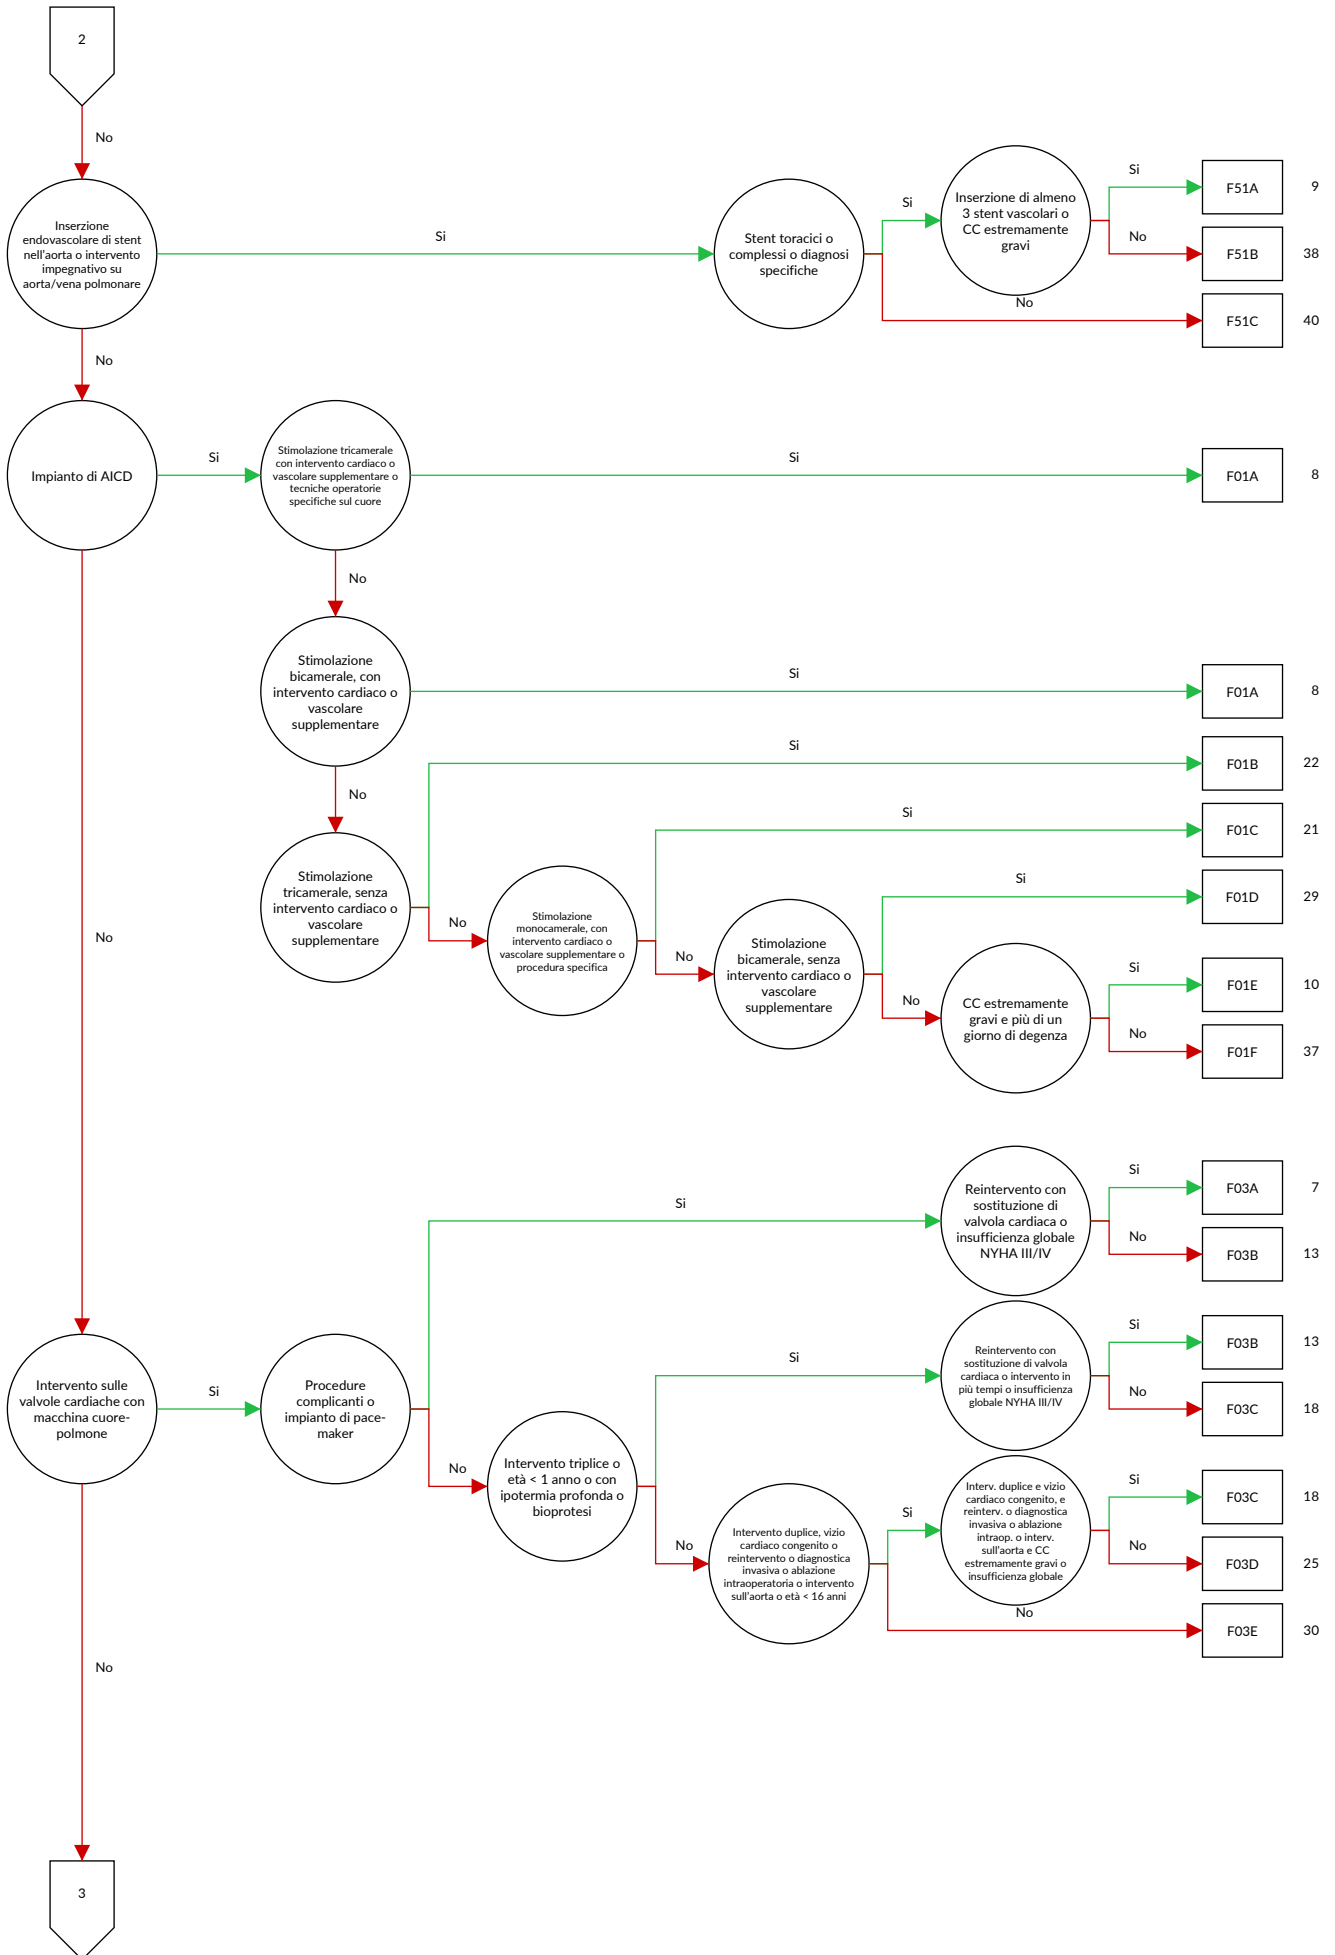 2
No
Inserzione
endovascolare di stent
nell'aorta o intervento
impegnativo su
aorta/vena polmonare
Si
Stent toracici o
complessi o diagnosi
specifiche
Si
Inserzione di almeno
3 stent vascolari o
CC estremamente
gravi
Si
F51A
9
No
F51B
38
No
F51C
40
No
Impianto di AICD
Si
Stimolazione tricamerale
con intervento cardiaco o
vascolare supplementare o
tecniche operatorie
specifiche sul cuore
Si
F01A
8
No
Stimolazione
bicamerale, con
intervento cardiaco o
vascolare
supplementare
Si
F01A
8
No
Stimolazione
tricamerale, senza
intervento cardiaco o
vascolare
supplementare
Si
F01B
22
No
Stimolazione
monocamerale, con
intervento cardiaco o
vascolare supplementare o
procedura specifica
Si
F01C
21
No
Stimolazione
bicamerale, senza
intervento cardiaco o
vascolare
supplementare
Si
F01D
29
No
CC estremamente
gravi e più di un
giorno di degenza
Si
F01E
10
No
F01F
37
No
Intervento sulle
valvole cardiache con
macchina cuore-
polmone
Si
Procedure
complicanti o
impianto di pace-
maker
Si
Reintervento con
sostituzione di
valvola cardiaca o
insufficienza globale
NYHA III/IV
Si
F03A
7
No
F03B
13
No
Intervento triplice o
età < 1 anno o con
ipotermia profonda o
bioprotesi
Si
Reintervento con
sostituzione di valvola
cardiaca o intervento in
più tempi o insufficienza
globale NYHA III/IV
Si
F03B
13
No
F03C
18
No
Intervento duplice, vizio
cardiaco congenito o
reintervento o diagnostica
invasiva o ablazione
intraoperatoria o intervento
sull'aorta o età < 16 anni
Si
Interv. duplice e vizio
cardiaco congenito, e
reinterv. o diagnostica
invasiva o ablazione
intraop. o interv.
sull'aorta e CC
estremamente gravi o
insufficienza globale
Si
F03C
18
No
F03D
25
No
F03E
30
No
3